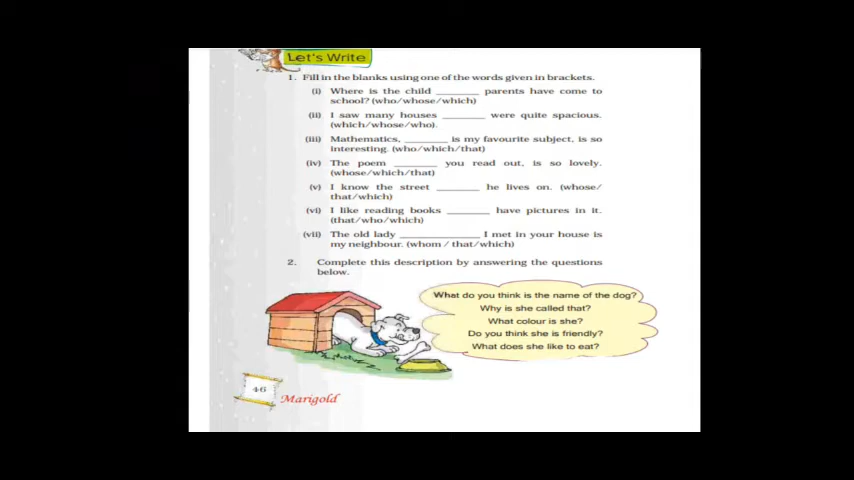 Let's Write
1. Fill in the blanks using one of the words given in brackets.
(i) Where is the child _______ parents have come to
school? (who/whose/which)
(ii) I saw many houses _______ were quite spacious.
(which/whose/who).
(iii) Mathematics, _______ is my favourite subject, is so
interesting. (who/which/that)
(iv) The poem _______ you read out, is so lovely.
(whose/which/that)
(v) I know the street _______ he lives on. (whose/
that/which)
(vi) I like reading books _______ have pictures in it.
(that/who/which)
(vii) The old lady _____________ I met in your house is
my neighbour. (whom / that/which)
2. Complete this description by answering the questions
below.
What do you think is the name of the dog?
Why is she called that?
What colour is she?
Do you think she is friendly?
What does she like to eat?
46
Marigold